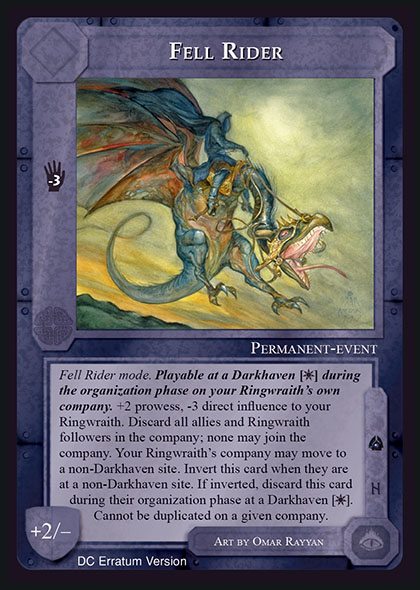 FELL RIDER
-3
PERMANENT-EVENT
Fell Rider mode. Playable at a Darkhaven [☀] during
the organization phase on your Ringwraith's own
company. +2 prowess, -3 direct influence to your
Ringwraith. Discard all allies and Ringwraith
followers in the company; none may join the
company. Your Ringwraith's company may move to
a non-Darkhaven site. Invert this card when they are
at a non-Darkhaven site. If inverted, discard this card
during their organization phase at a Darkhaven [☀].
Cannot be duplicated on a given company.
+2/–
ART BY OMAR RAYYAN
DC Erratum Version